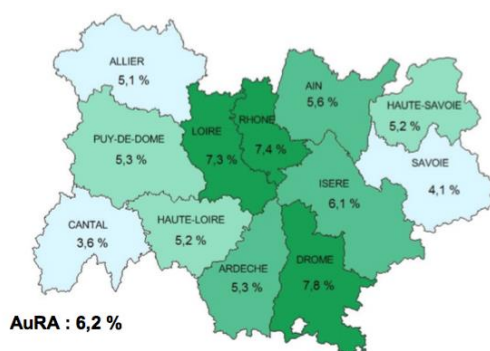 ALLIER
5,1 %
AIN
5,6 %
HAUTE-SAVOIE
5,2 %
PUY-DE-DOME
5,3 %
LOIRE
7,3 %
RHONE
7,4 %
SAVOIE
4,1 %
ISERE
6,1 %
CANTAL
3,6 %
HAUTE-LOIRE
5,2 %
ARDECHE
5,3 %
DROME
7,8 %
AuRA : 6,2 %